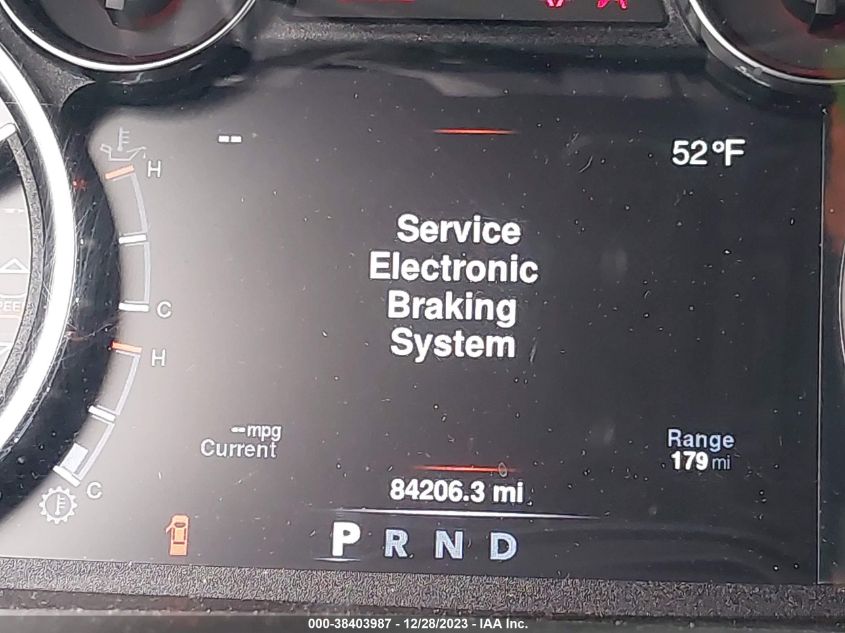 --
52°F
H
Service
Electronic
Braking
System
C
H
--mpg
Current
Range
179 mi
C
84206.3 mi
P R N D
000-38403987 - 12/28/2023 - IAA Inc.